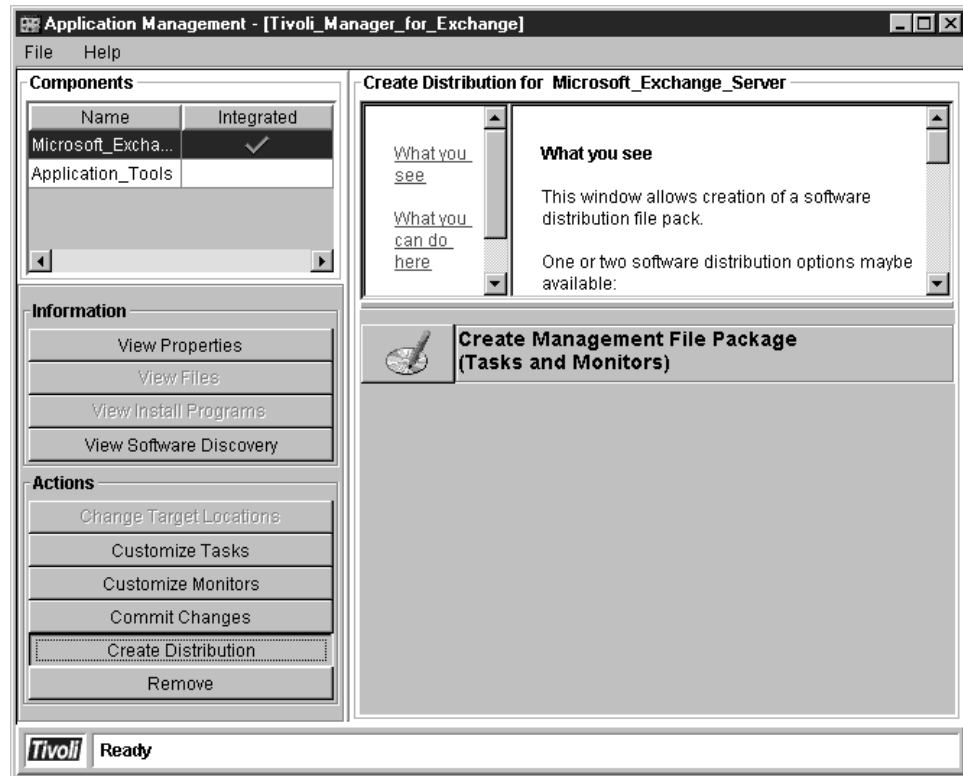 Application Management - [Tivoli_Manager_for_Exchange]
File Help
Components
Name Integrated
Microsoft_Excha...
Application_Tools
Information
View Properties
View Files
View Install Programs
View Software Discovery
Actions
Change Target Locations
Customize Tasks
Customize Monitors
Commit Changes
Create Distribution
Remove
Create Distribution for Microsoft_Exchange_Server
What you
see
What you
can do
here
What you see
This window allows creation of a software
distribution file pack.
One or two software distribution options maybe
available:
Create Management File Package
(Tasks and Monitors)
Tivoli Ready